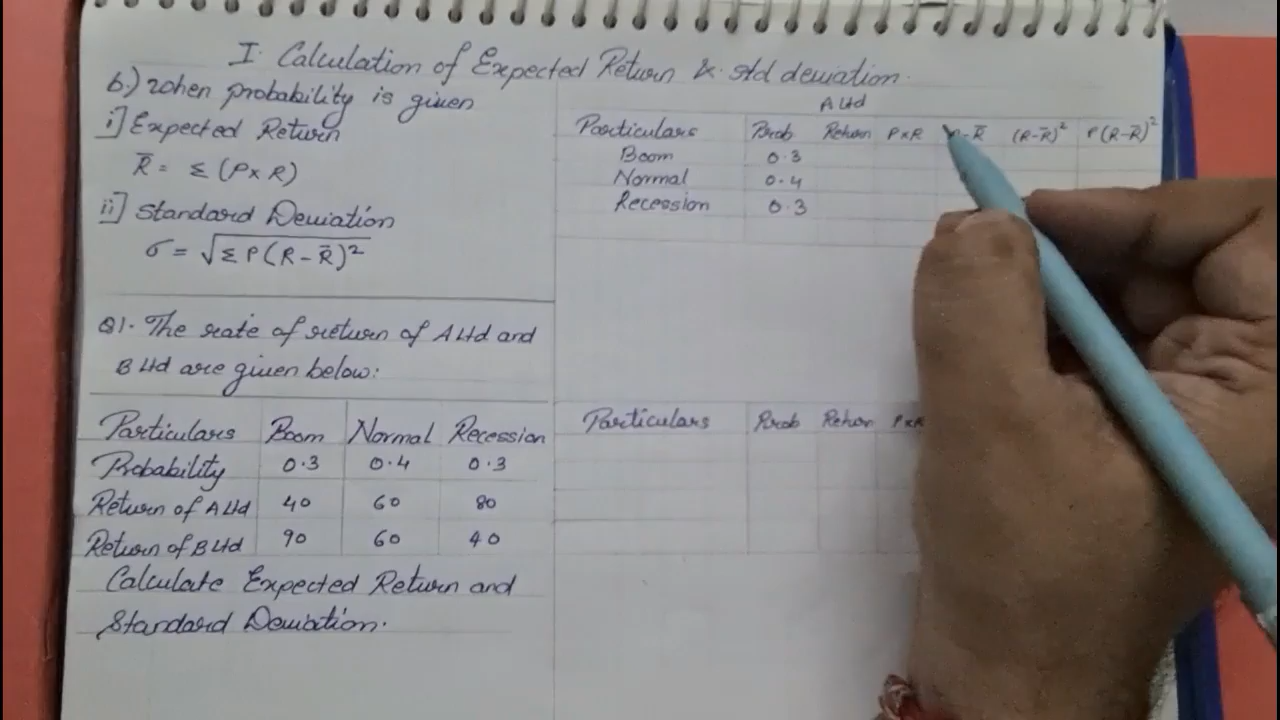 I. Calculation of Expected Return & Std deviation.
b.) when probability is given
i] Expected Return
R̅ = Σ (P×R)
ii] Standard Deviation
σ = √Σ P(R-R̅)²
Q1. The rate of return of A Ltd and
B Ltd are given below:
Particulars Boom Normal Recession
Probability 0.3 0.4 0.3
Return of A Ltd 40 60 80
Return of B Ltd 90 60 40
Calculate Expected Return and
Standard Deviation.
A Ltd
Particulars Prob Return P×R -R̅ (R-R̅)² P(R-R̅)²
Boom 0.3
Normal 0.4
Recession 0.3
Particulars Prob Return P×R